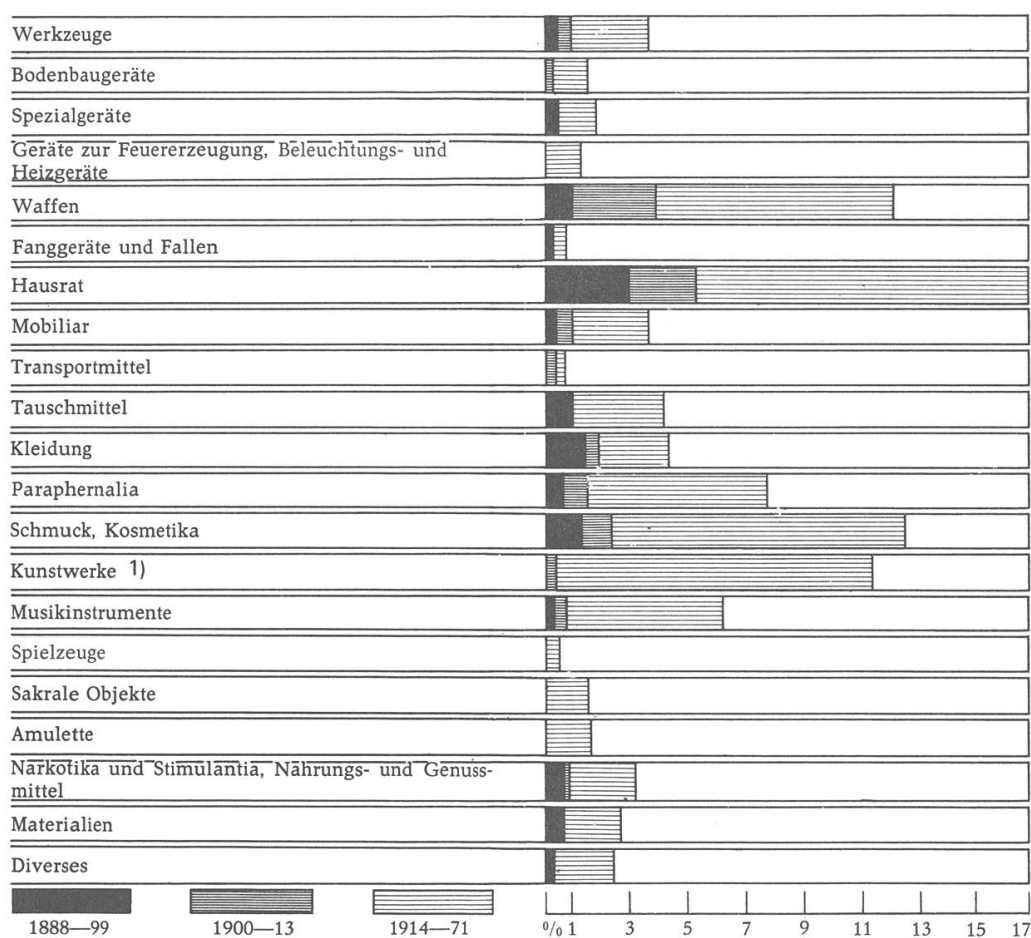 Werkzeuge
Bodenbaugeräte
Spezialgeräte
Geräte zur Feuererzeugung, Beleuchtungs- und
Heizgeräte
Waffen
Fanggeräte und Fallen
Hausrat
Mobiliar
Transportmittel
Tauschmittel
Kleidung
Paraphernalia
Schmuck, Kosmetika
Kunstwerke 1)
Musikinstrumente
Spielzeuge
Sakrale Objekte
Amulette
Narkotika und Stimulantia, Nahrungs- und Genuss-
mittel
Materialien
Diverses
1888—99 1900—13 1914—71 % 1 3 5 7 9 11 13 15 17